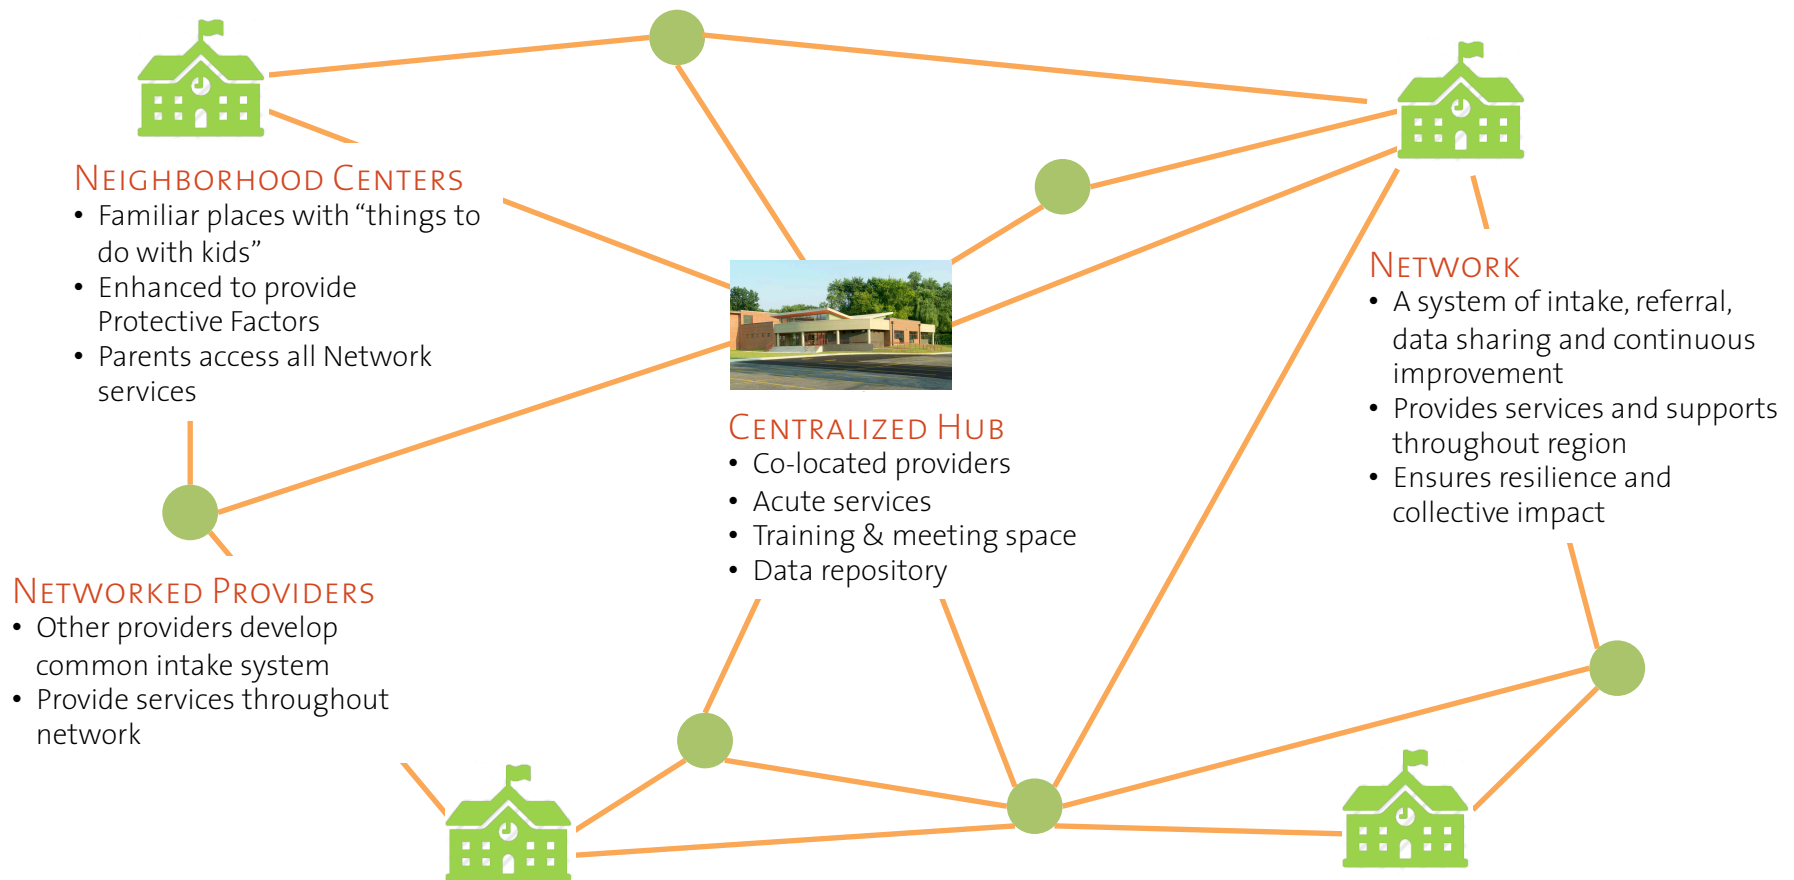 NEIGHBORHOOD CENTERS
• Familiar places with “things to
do with kids”
• Enhanced to provide
Protective Factors
• Parents access all Network
services
NETWORK
• A system of intake, referral,
data sharing and continuous
improvement
• Provides services and supports
throughout region
• Ensures resilience and
collective impact
CENTRALIZED HUB
• Co-located providers
• Acute services
• Training & meeting space
• Data repository
NETWORKED PROVIDERS
• Other providers develop
common intake system
• Provide services throughout
network